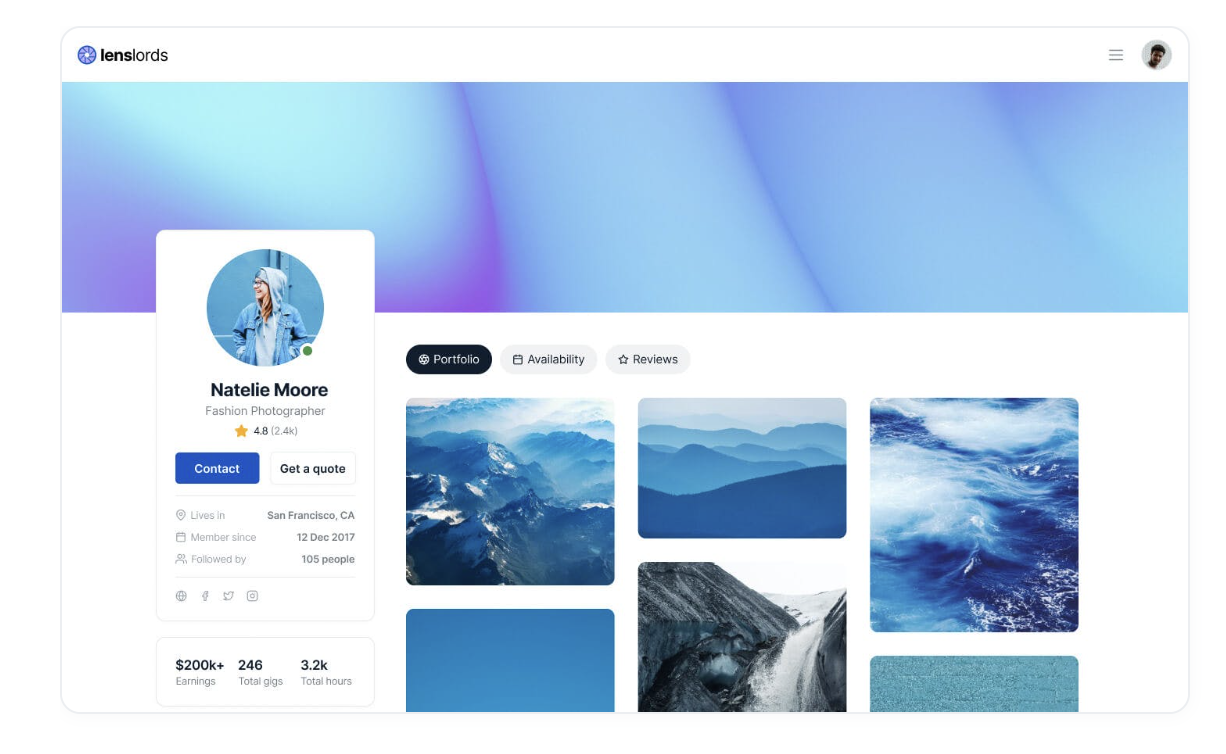 lenslords
Natelie Moore
Fashion Photographer
4.8 (2.4k)
Contact Get a quote
Lives in San Francisco, CA
Member since 12 Dec 2017
Followed by 105 people
$200k+ 246 3.2k
Earnings Total gigs Total hours
Portfolio Availability Reviews